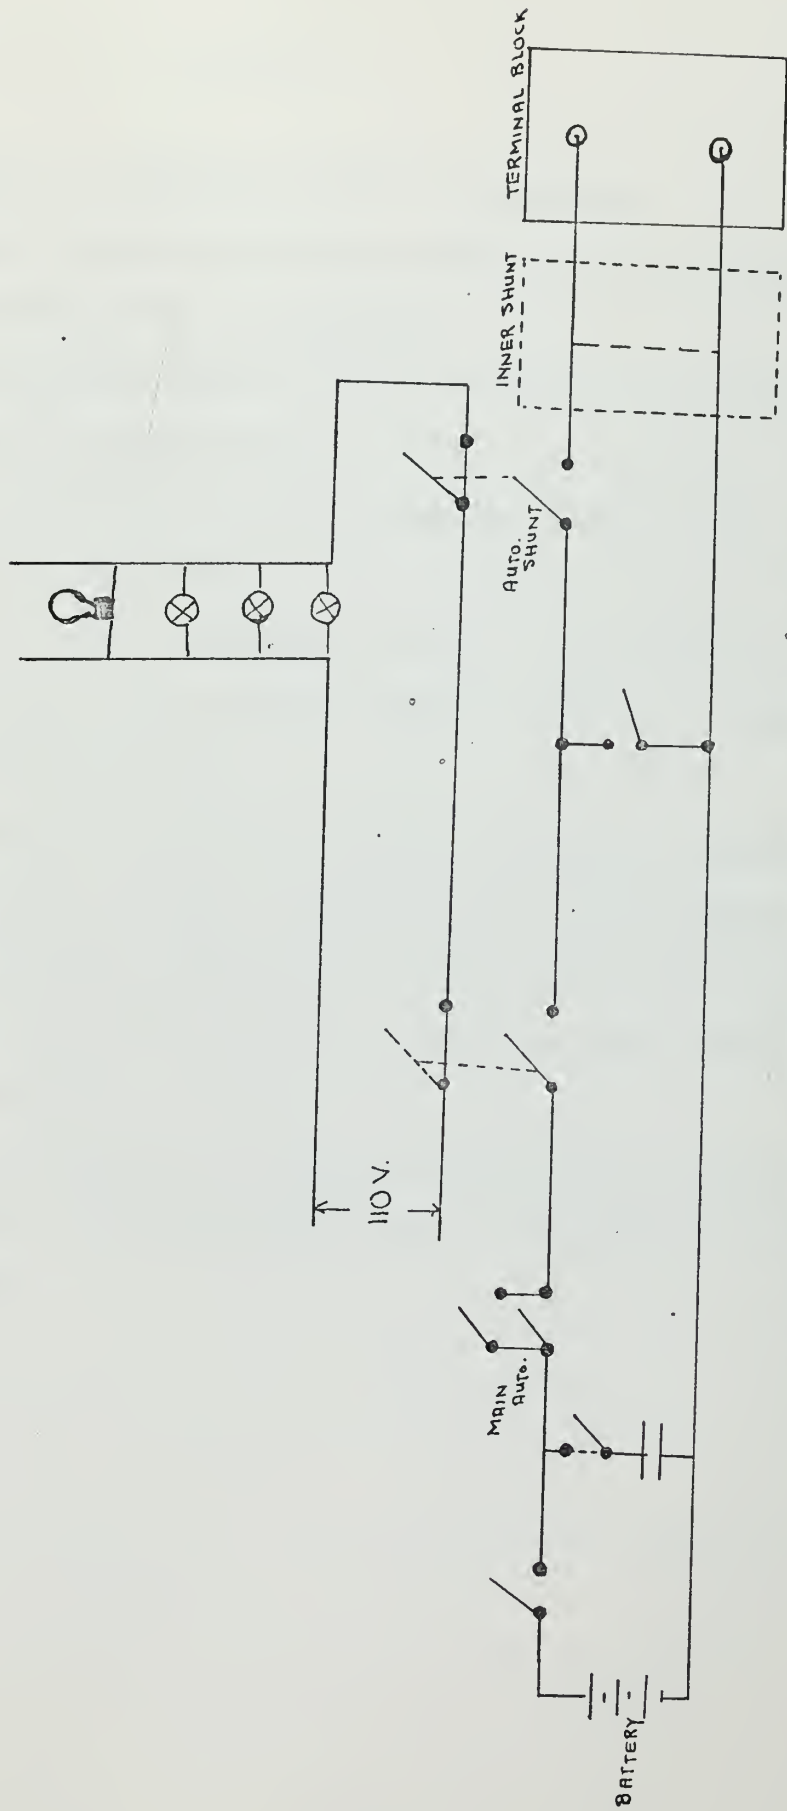 TERMINAL BLOCK
INNER SHUNT
AUTO.
SHUNT
110 V.
MAIN
AUTO.
BATTERY